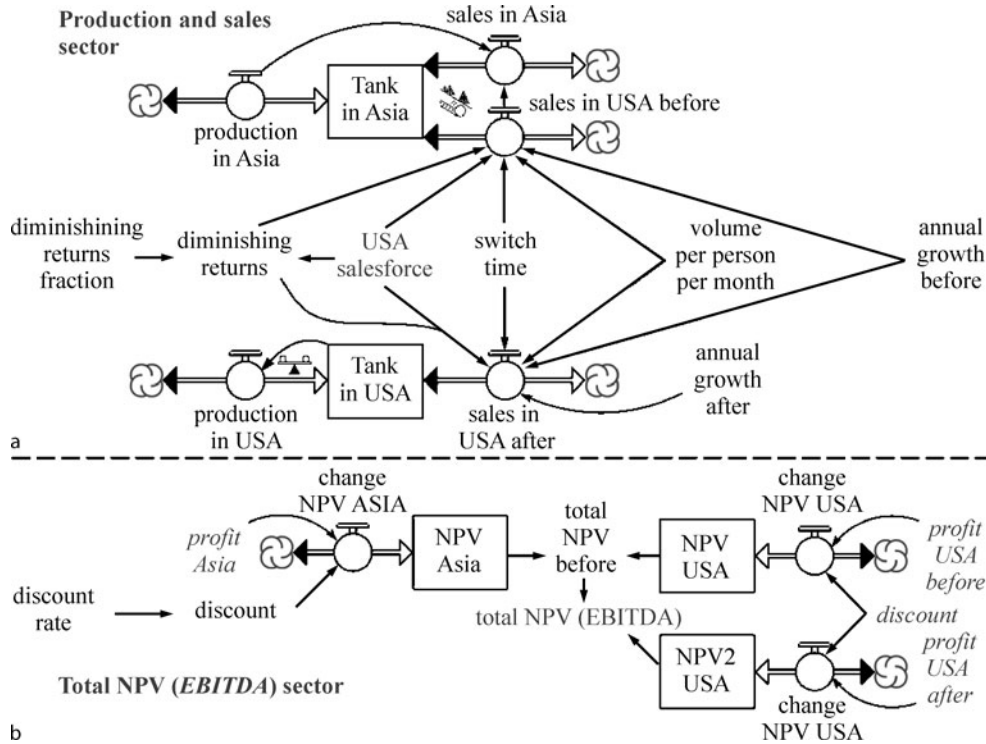 Production and sales
sector
sales in Asia
Tank
in Asia
sales in USA before
production
in Asia
diminishining
returns
fraction
diminishing
returns
USA
salesforce
switch
time
volume
per person
per month
annual
growth
before
Tank
in USA
annual
growth
after
production
in USA
sales in
USA after
a
change
NPV ASIA
change
NPV USA
profit
Asia
NPV
Asia
total
NPV
before
NPV
USA
profit
USA
before
discount
rate
discount
total NPV (EBITDA)
discount
NPV2
USA
profit
USA
after
Total NPV (EBITDA) sector
change
NPV USA
b